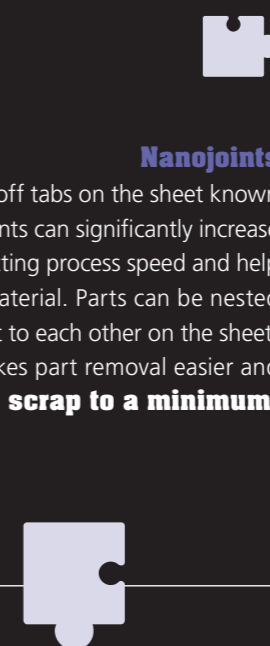 Nanojoints
off tabs on the sheet known
nts can significantly increase
tting process speed and help
aterial. Parts can be nested
t to each other on the sheet
kes part removal easier and
scrap to a minimum